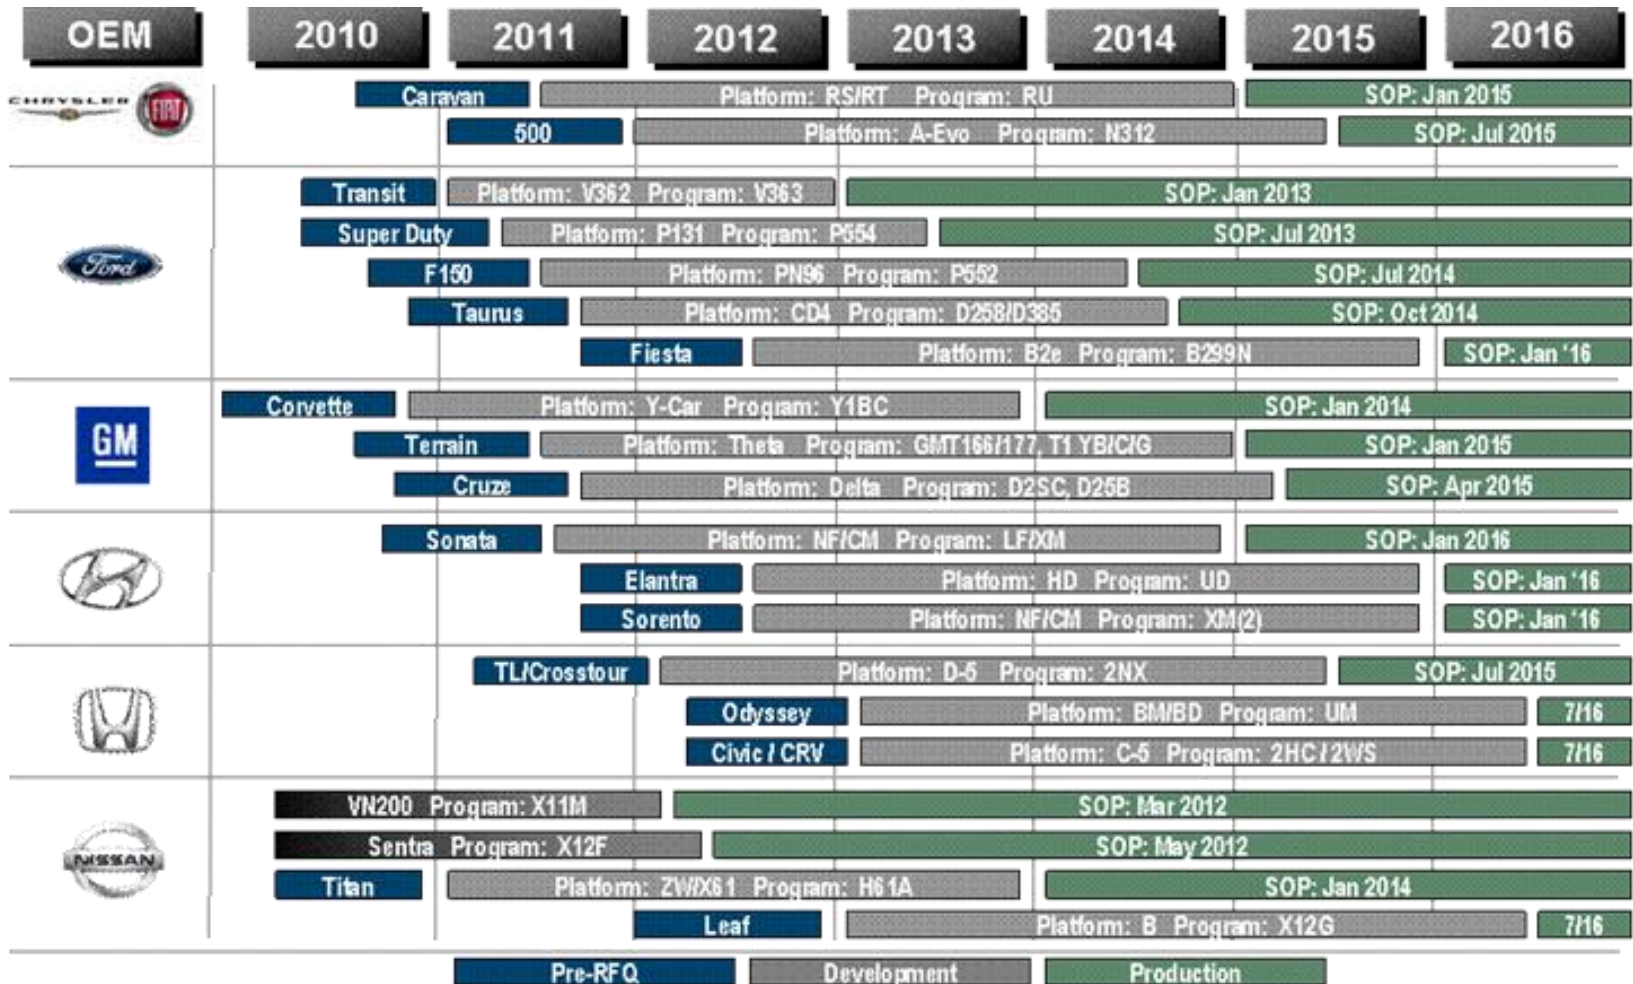 OEM 2010 2011 2012 2013 2014 2015 2016
CHRYSLER FIAT
Caravan Platform: RS/RT Program: RU SOP: Jan 2015
500 Platform: A-Evo Program: N312 SOP: Jul 2015
Ford
Transit Platform: V362 Program: V363 SOP: Jan 2013
Super Duty Platform: P131 Program: P554 SOP: Jul 2013
F150 Platform: PN96 Program: P552 SOP: Jul 2014
Taurus Platform: CD4 Program: D258/D385 SOP: Oct 2014
Fiesta Platform: B2e Program: B299N SOP: Jan '16
GM
Corvette Platform: Y-Car Program: Y1BC SOP: Jan 2014
Terrain Platform: Theta Program: GMT166/177, T1 YB/C/G SOP: Jan 2015
Cruze Platform: Delta Program: D2SC, D25B SOP: Apr 2015
Sonata Platform: NF/CM Program: LF/XM SOP: Jan 2016
Elantra Platform: HD Program: UD SOP: Jan '16
Sorento Platform: NF/CM Program: XM(2) SOP: Jan '16
TL/Crosstour Platform: D-5 Program: 2NX SOP: Jul 2015
Odyssey Platform: BM/BD Program: UM 7/16
Civic / CRV Platform: C-5 Program: 2HC/2WS 7/16
NISSAN
VN200 Program: X11M SOP: Mar 2012
Sentra Program: X12F SOP: May 2012
Titan Platform: ZW/X61 Program: H61A SOP: Jan 2014
Leaf Platform: B Program: X12G 7/16
Pre-RFQ Development Production